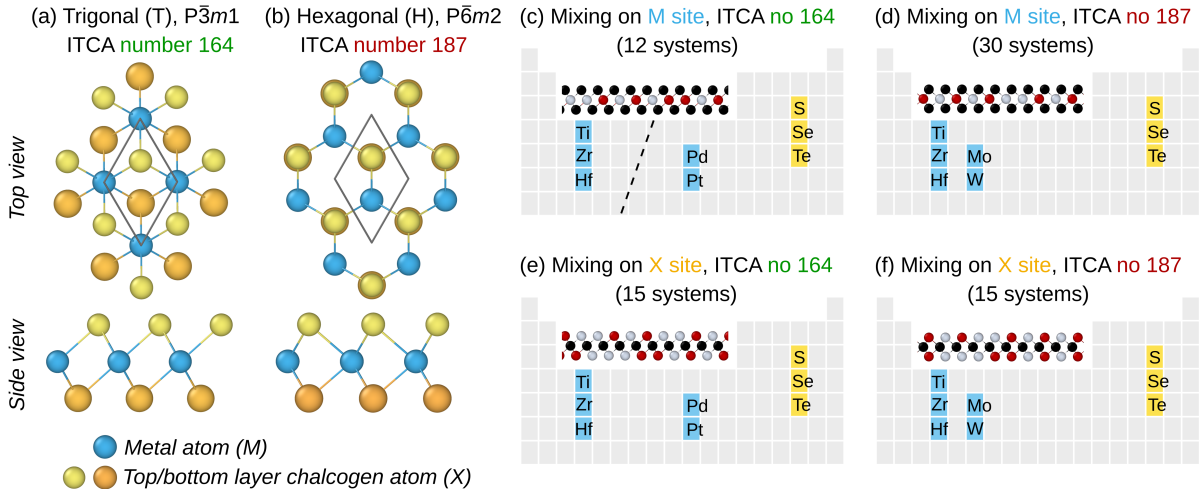 (a) Trigonal (T), P3̄m1
ITCA number 164
(b) Hexagonal (H), P6̄m2
ITCA number 187
Top view
Side view
Metal atom (M)
Top/bottom layer chalcogen atom (X)
(c) Mixing on M site, ITCA no 164
(12 systems)
S
Ti Se
Zr Pd Te
Hf Pt
(d) Mixing on M site, ITCA no 187
(30 systems)
S
Ti Se
Zr Mo Te
Hf W
(e) Mixing on X site, ITCA no 164
(15 systems)
S
Ti Se
Zr Pd Te
Hf Pt
(f) Mixing on X site, ITCA no 187
(15 systems)
S
Ti Se
Zr Mo Te
Hf W